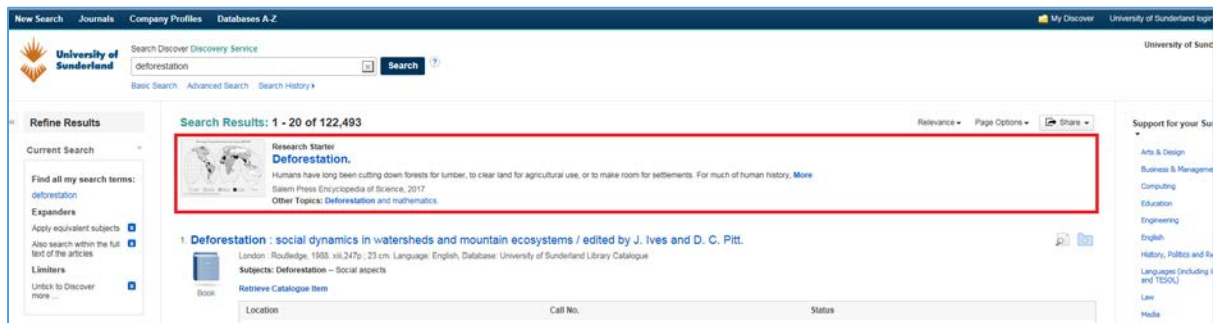 New Search Journals Company Profiles Databases A-Z My Discover University of Sunderland login
University of Sunderland
Search Discover Discovery Service
deforestation Search
Basic Search Advanced Search Search History
University of Sund
Refine Results
Current Search
Find all my search terms:
deforestation
Expanders
Apply equivalent subjects
Also search within the full
text of the articles
Limiters
Untick to Discover
more ...
Search Results: 1 - 20 of 122,493
Relevance Page Options Share
Research Starter
Deforestation.
Humans have long been cutting down forests for lumber, to clear land for agricultural use, or to make room for settlements. For much of human history, More
Salem Press Encyclopedia of Science, 2017
Other Topics: Deforestation and mathematics.
1. Deforestation : social dynamics in watersheds and mountain ecosystems / edited by J. Ives and D. C. Pitt.
London : Routledge, 1988. xiii,247p ; 23 cm. Language: English, Database: University of Sunderland Library Catalogue
Subjects: Deforestation -- Social aspects
Book
Retrieve Catalogue Item
Location Call No. Status
Support for your Su
Arts & Design
Business & Manageme
Computing
Education
Engineering
English
History, Politics and Re
Languages (including
and TESOL)
Law
Media